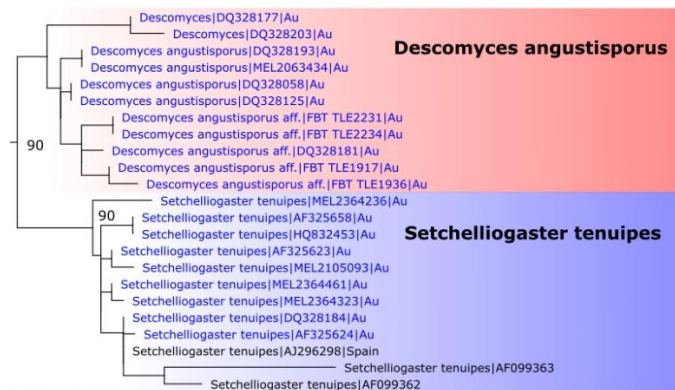 Descomyces|DQ328177|Au
Descomyces|DQ328203|Au
Descomyces angustisporus|DQ328193|Au
Descomyces angustisporus
Descomyces angustisporus|MEL2063434|Au
Descomyces angustisporus|DQ328058|Au
Descomyces angustisporus|DQ328125|Au
Descomyces angustisporus aff.|FBT TLE2231|Au
Descomyces angustisporus aff.|FBT TLE2234|Au
90
Descomyces angustisporus aff.|DQ328181|Au
Descomyces angustisporus aff.|FBT TLE1917|Au
Descomyces angustisporus aff.|FBT TLE1936|Au
Setchelliogaster tenuipes|MEL2364236|Au
90
Setchelliogaster tenuipes|AF325658|Au
Setchelliogaster tenuipes|HQ832453|Au
Setchelliogaster tenuipes
Setchelliogaster tenuipes|AF325623|Au
Setchelliogaster tenuipes|MEL2105093|Au
Setchelliogaster tenuipes|MEL2364461|Au
Setchelliogaster tenuipes|MEL2364323|Au
Setchelliogaster tenuipes|DQ328184|Au
Setchelliogaster tenuipes|AF325624|Au
Setchelliogaster tenuipes|AJ296298|Spain
Setchelliogaster tenuipes|AF099363
Setchelliogaster tenuipes|AF099362